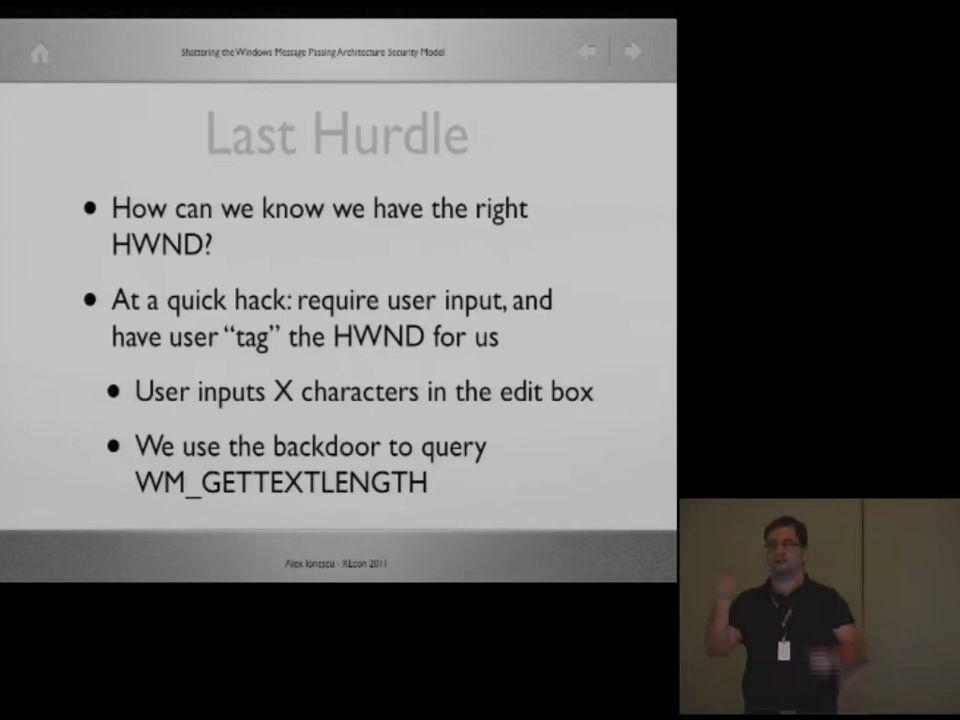 Shattering the Windows Message Passing Architecture Security Model
Last Hurdle
• How can we know we have the right
HWND?
• At a quick hack: require user input, and
have user “tag” the HWND for us
• User inputs X characters in the edit box
• We use the backdoor to query
WM_GETTEXTLENGTH
Alex Ionescu - REcon 2011